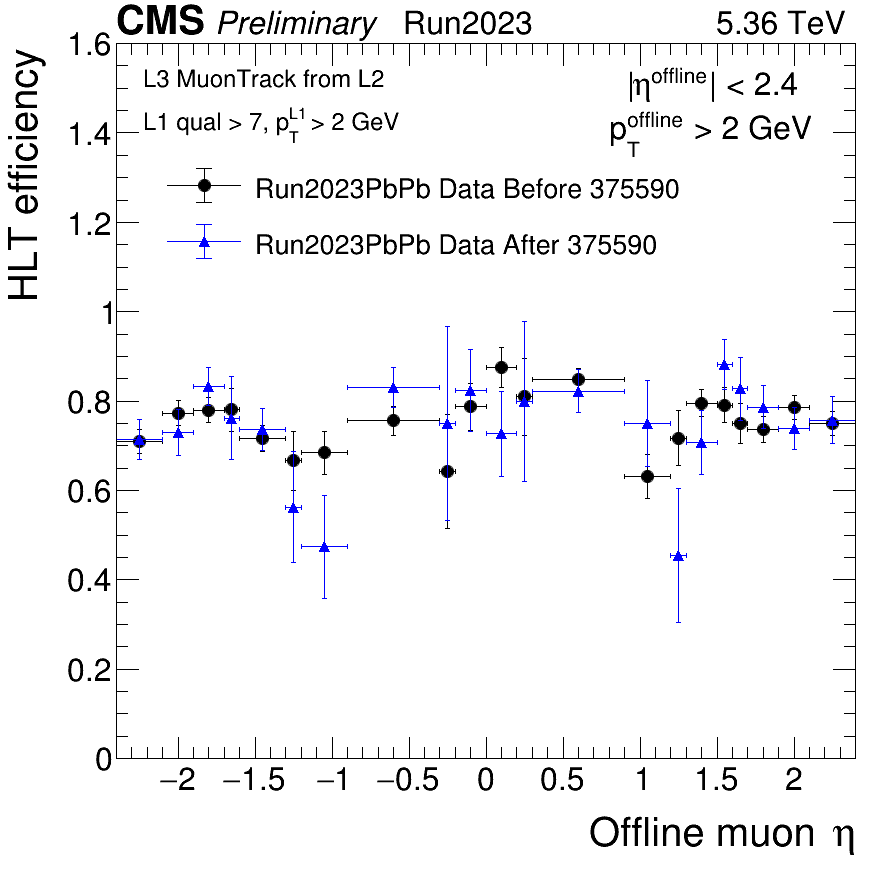 CMS Preliminary Run2023 5.36 TeV
L3 MuonTrack from L2
L1 qual > 7, p_T^L1 > 2 GeV
|η^offline| < 2.4
p_T^offline > 2 GeV
Run2023PbPb Data Before 375590
Run2023PbPb Data After 375590
HLT efficiency
1.6
1.4
1.2
1
0.8
0.6
0.4
0.2
0
−2 −1.5 −1 −0.5 0 0.5 1 1.5 2
Offline muon η